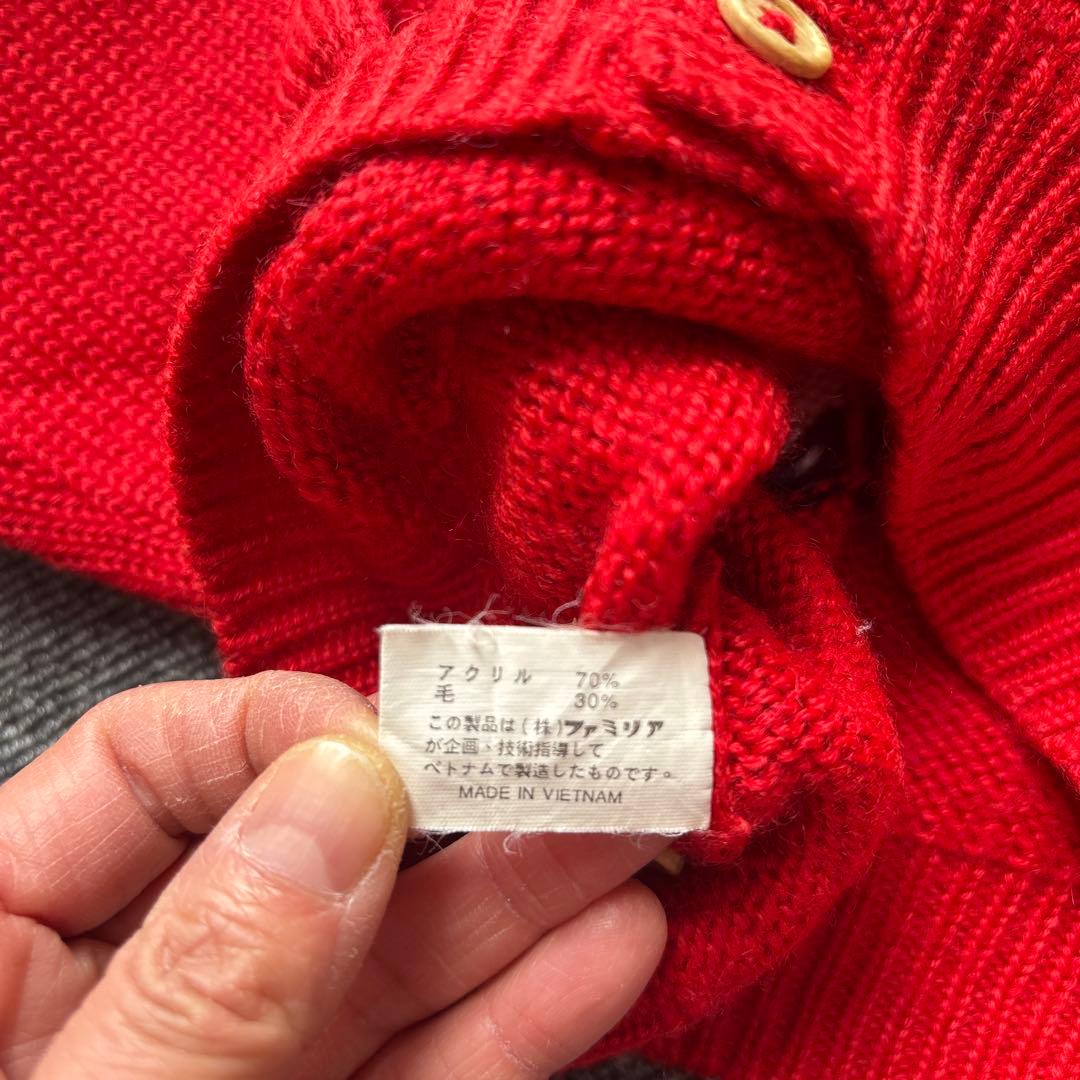 アクリル 70%
毛 30%
この製品は(株)ファミリア
が企画、技術指導して
ベトナムで製造したものです。
MADE IN VIETNAM